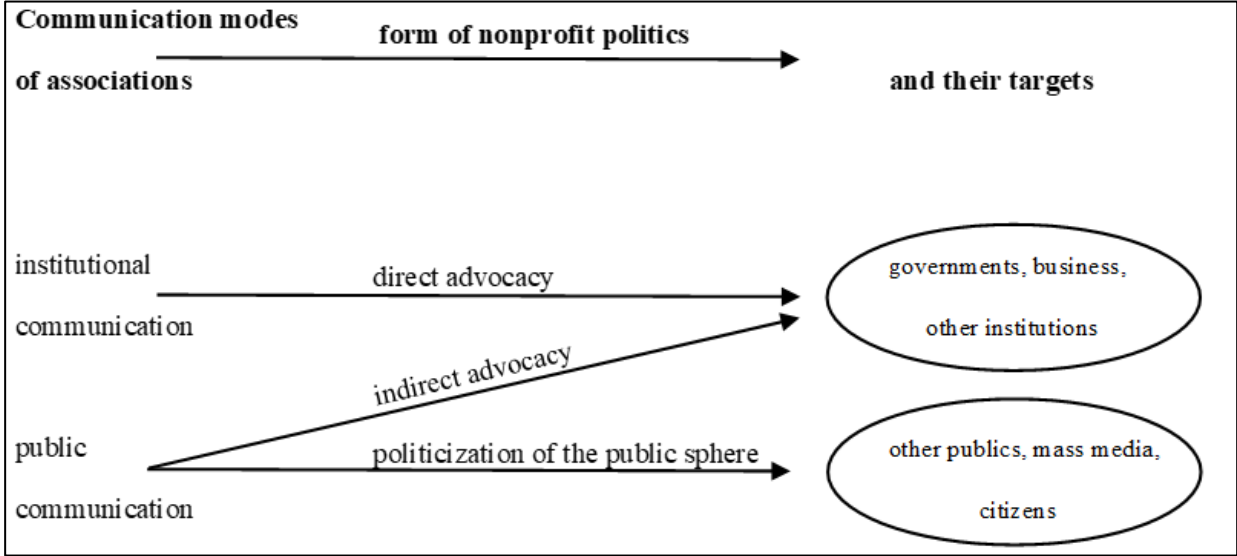 Communication modes
of associations
form of nonprofit politics
and their targets
institutional
communication
direct advocacy
governments, business,
other institutions
indirect advocacy
public
communication
politicization of the public sphere
other publics, mass media,
citizens